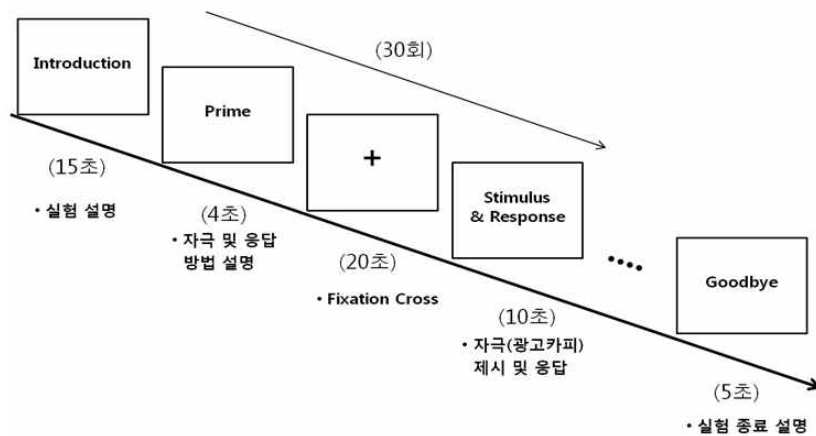 Introduction
(15초)
• 실험 설명
Prime
(4초)
• 자극 및 응답
방법 설명
+
(20초)
• Fixation Cross
(30회)
Stimulus
& Response
(10초)
• 자극(광고카피)
제시 및 응답
••••
Goodbye
(5초)
• 실험 종료 설명